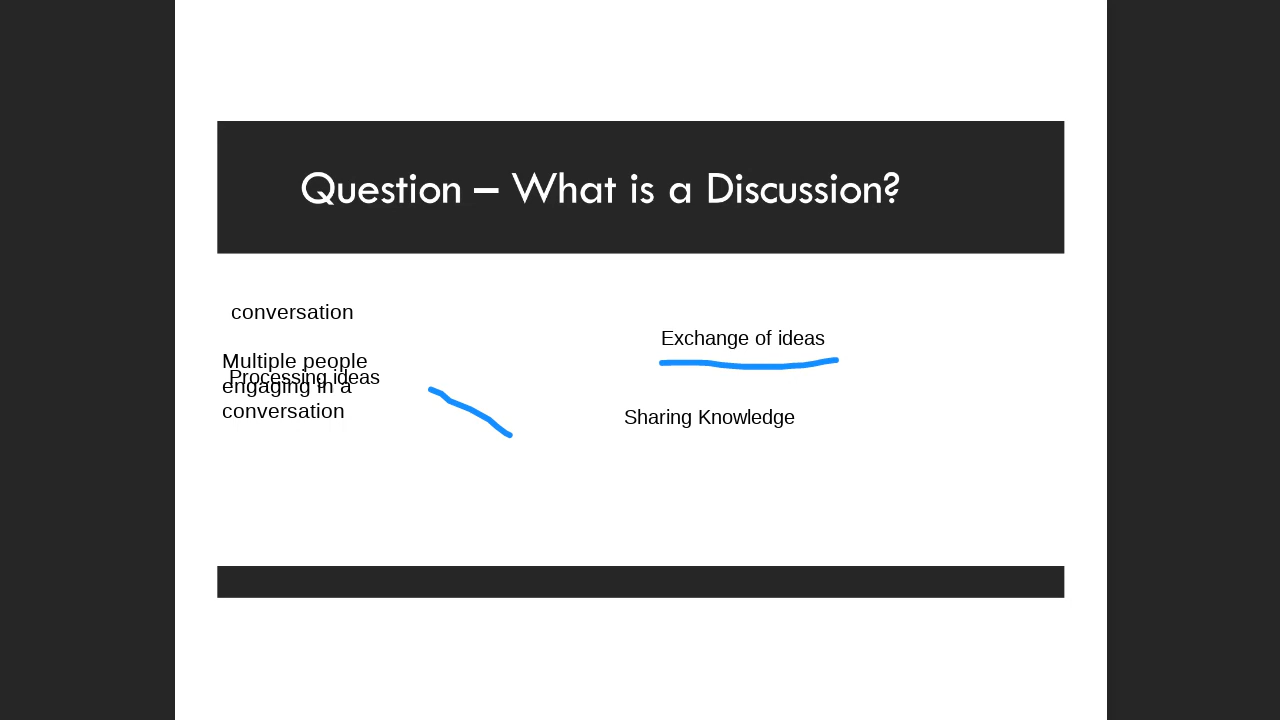 Question – What is a Discussion?
conversation
Exchange of ideas
Multiple people
engaging in a
conversation
Processing ideas
Sharing Knowledge